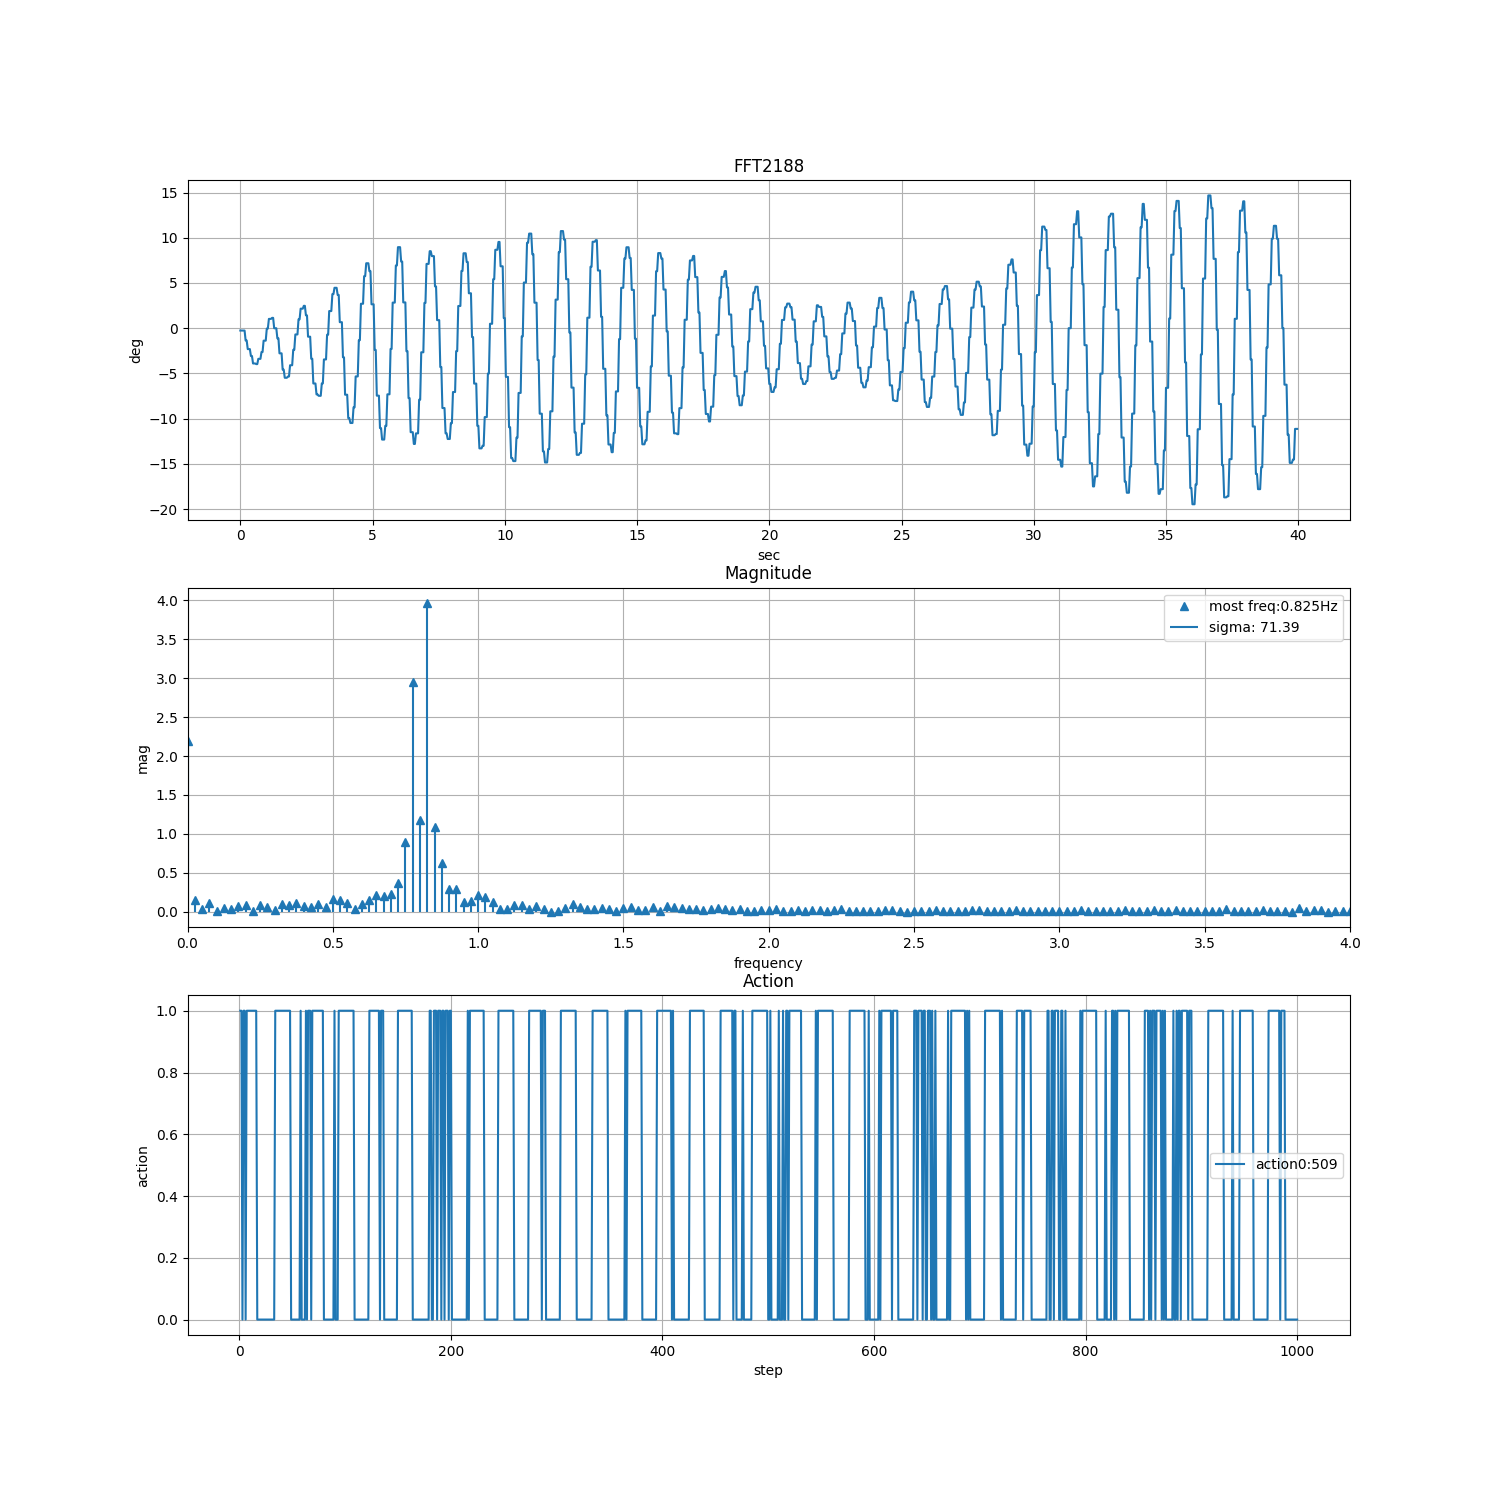 FFT2188
15
10
5
0
−5
−10
−15
−20
deg
0 5 10 15 20 25 30 35 40
sec
Magnitude
4.0
3.5
3.0
2.5
2.0
1.5
1.0
0.5
0.0
mag
most freq:0.825Hz
sigma: 71.39
0.0 0.5 1.0 1.5 2.0 2.5 3.0 3.5 4.0
frequency
Action
1.0
0.8
0.6
0.4
0.2
0.0
action
action0:509
0 200 400 600 800 1000
step